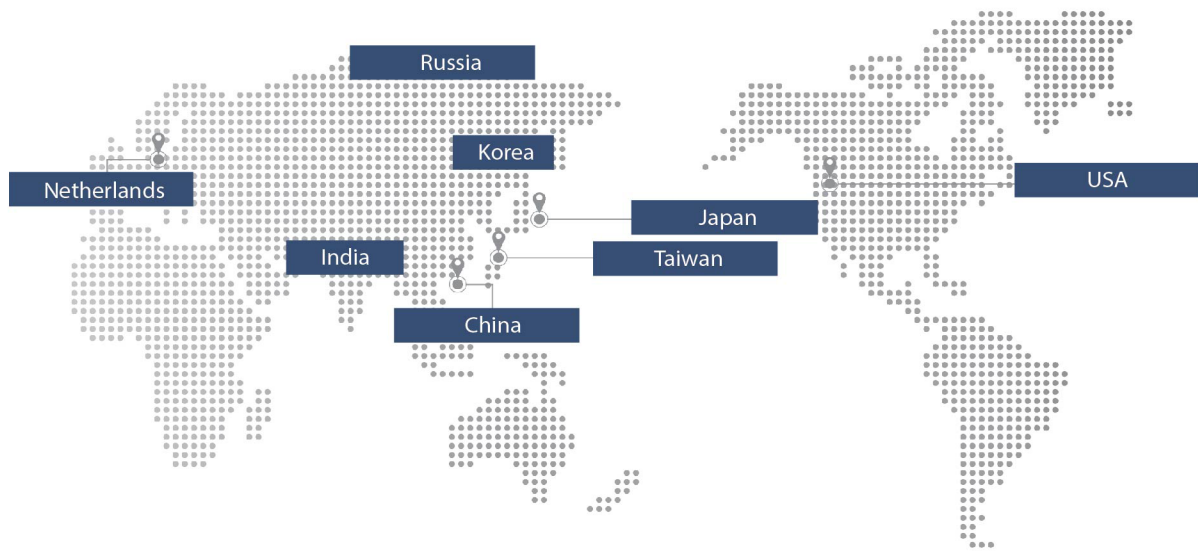 Russia
Korea
Netherlands
USA
Japan
India
Taiwan
China